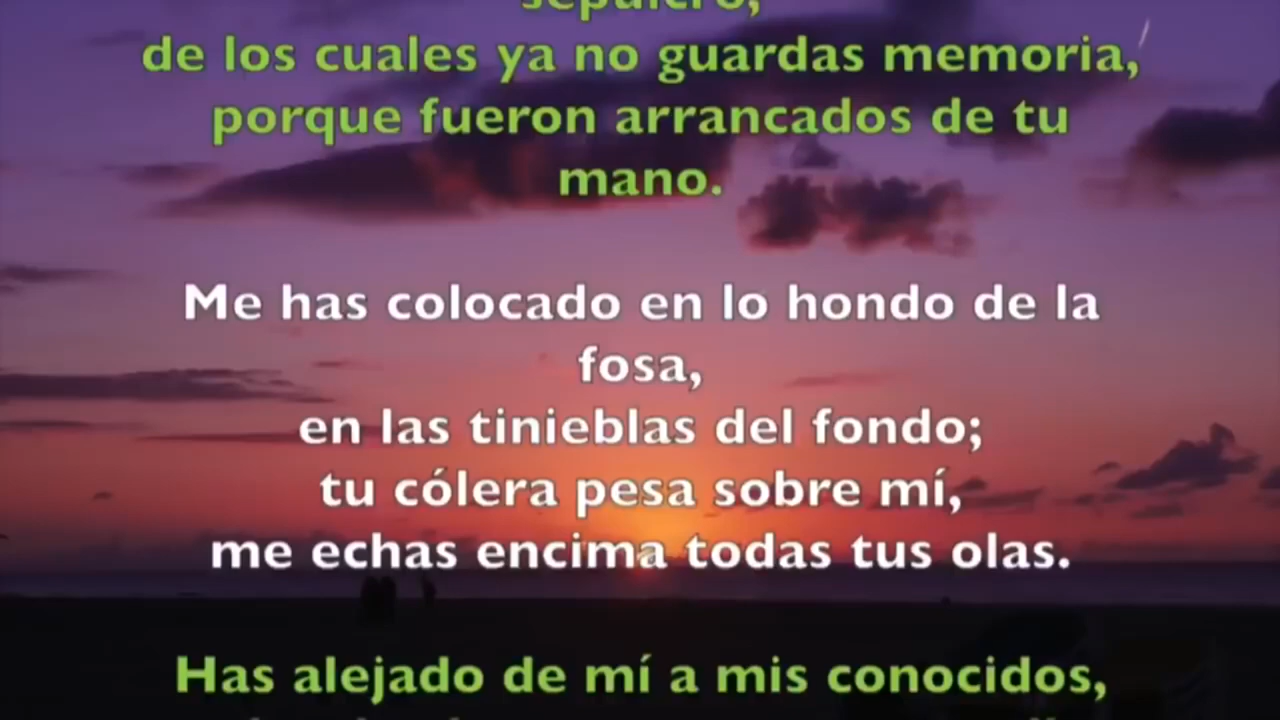 sepulcro,
de los cuales ya no guardas memoria,
porque fueron arrancados de tu
mano.
Me has colocado en lo hondo de la
fosa,
en las tinieblas del fondo;
tu cólera pesa sobre mí,
me echas encima todas tus olas.
Has alejado de mí a mis conocidos,